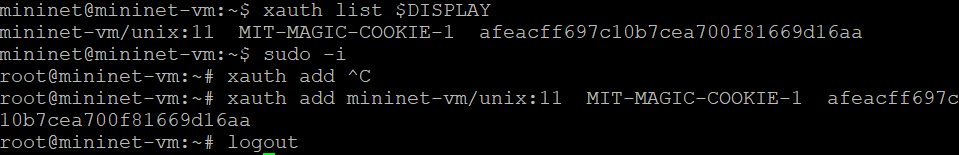 mininet@mininet-vm:~$ xauth list $DISPLAY
mininet-vm/unix:11  MIT-MAGIC-COOKIE-1  afeacff697c10b7cea700f81669d16aa
mininet@mininet-vm:~$ sudo -i
root@mininet-vm:~# xauth add ^C
root@mininet-vm:~# xauth add mininet-vm/unix:11  MIT-MAGIC-COOKIE-1  afeacff697c
10b7cea700f81669d16aa
root@mininet-vm:~# logout